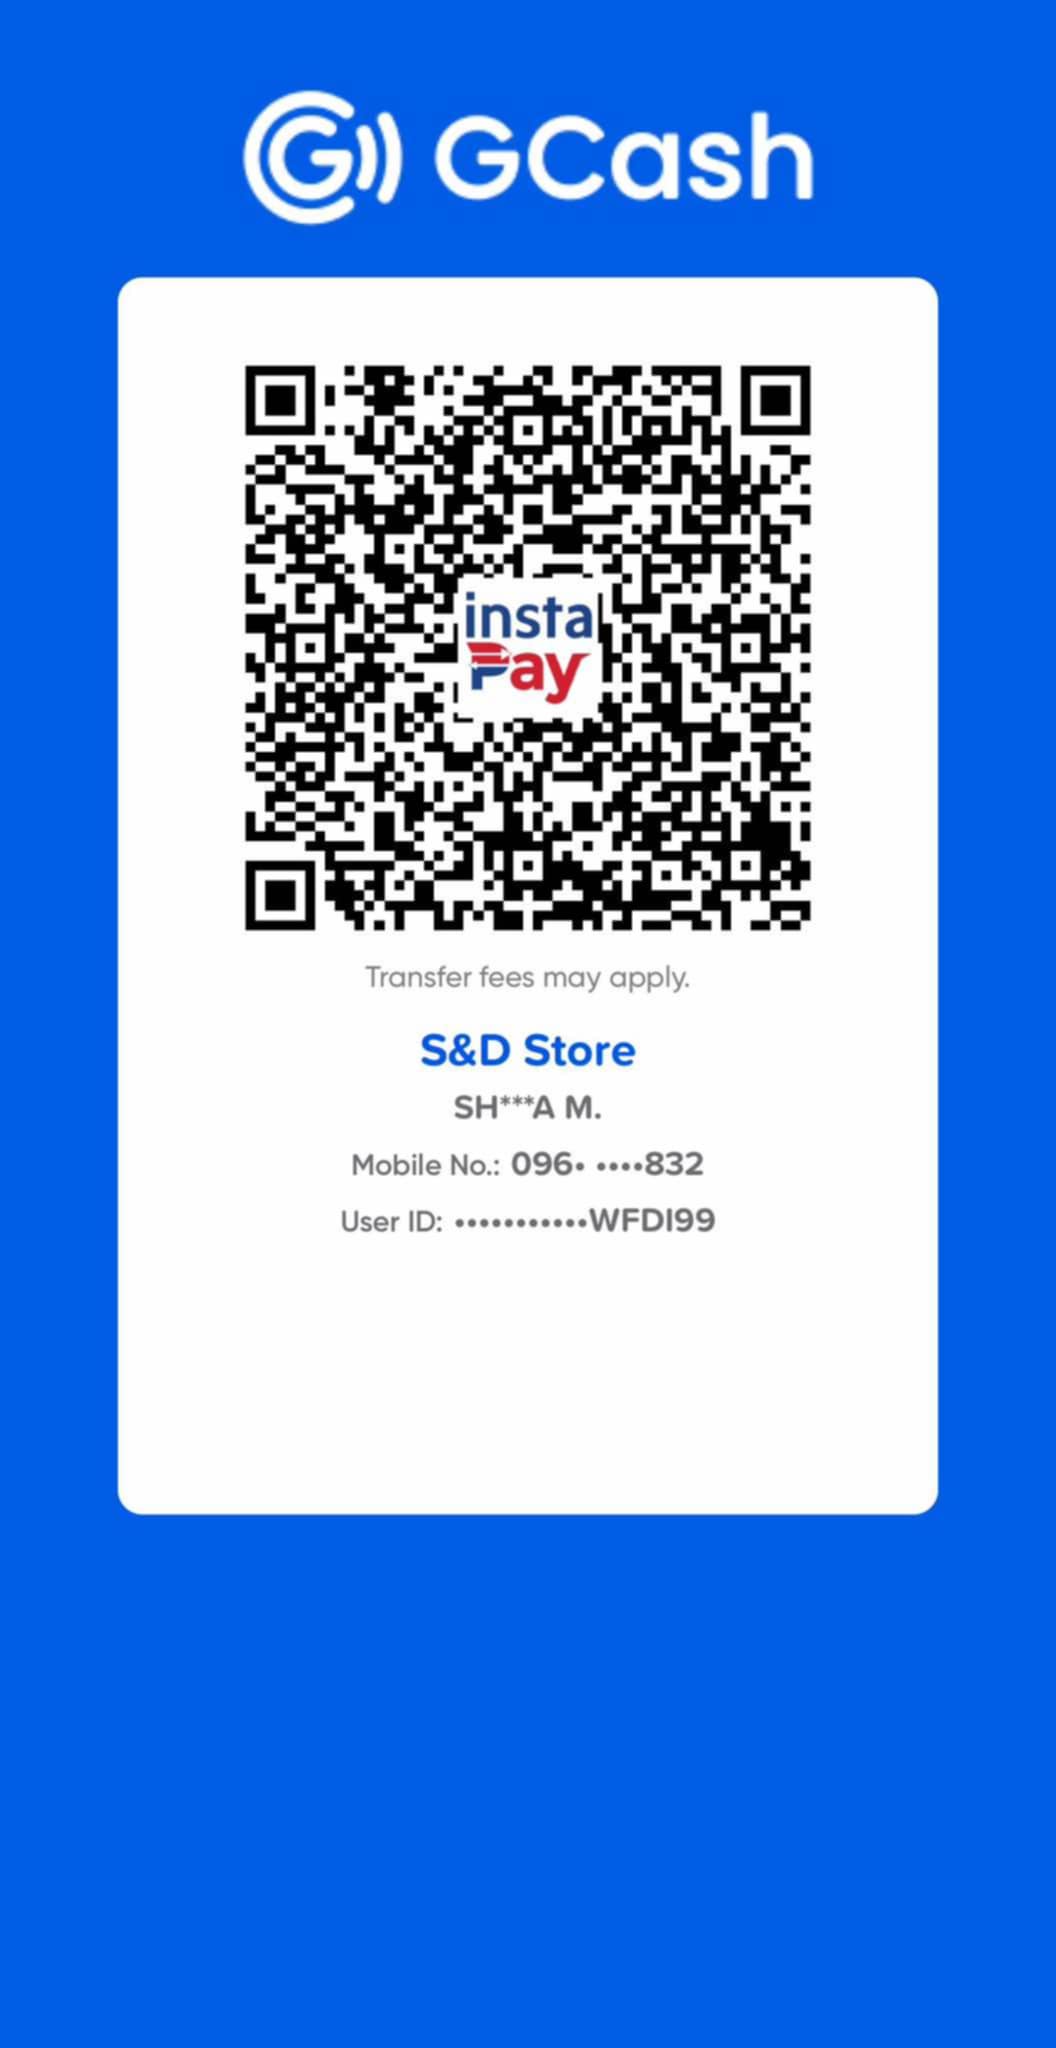 GCash
insta
Pay
Transfer fees may apply.
S&D Store
SH***A M.
Mobile No.: 096• ••••832
User ID: •••••••••••WFDI99